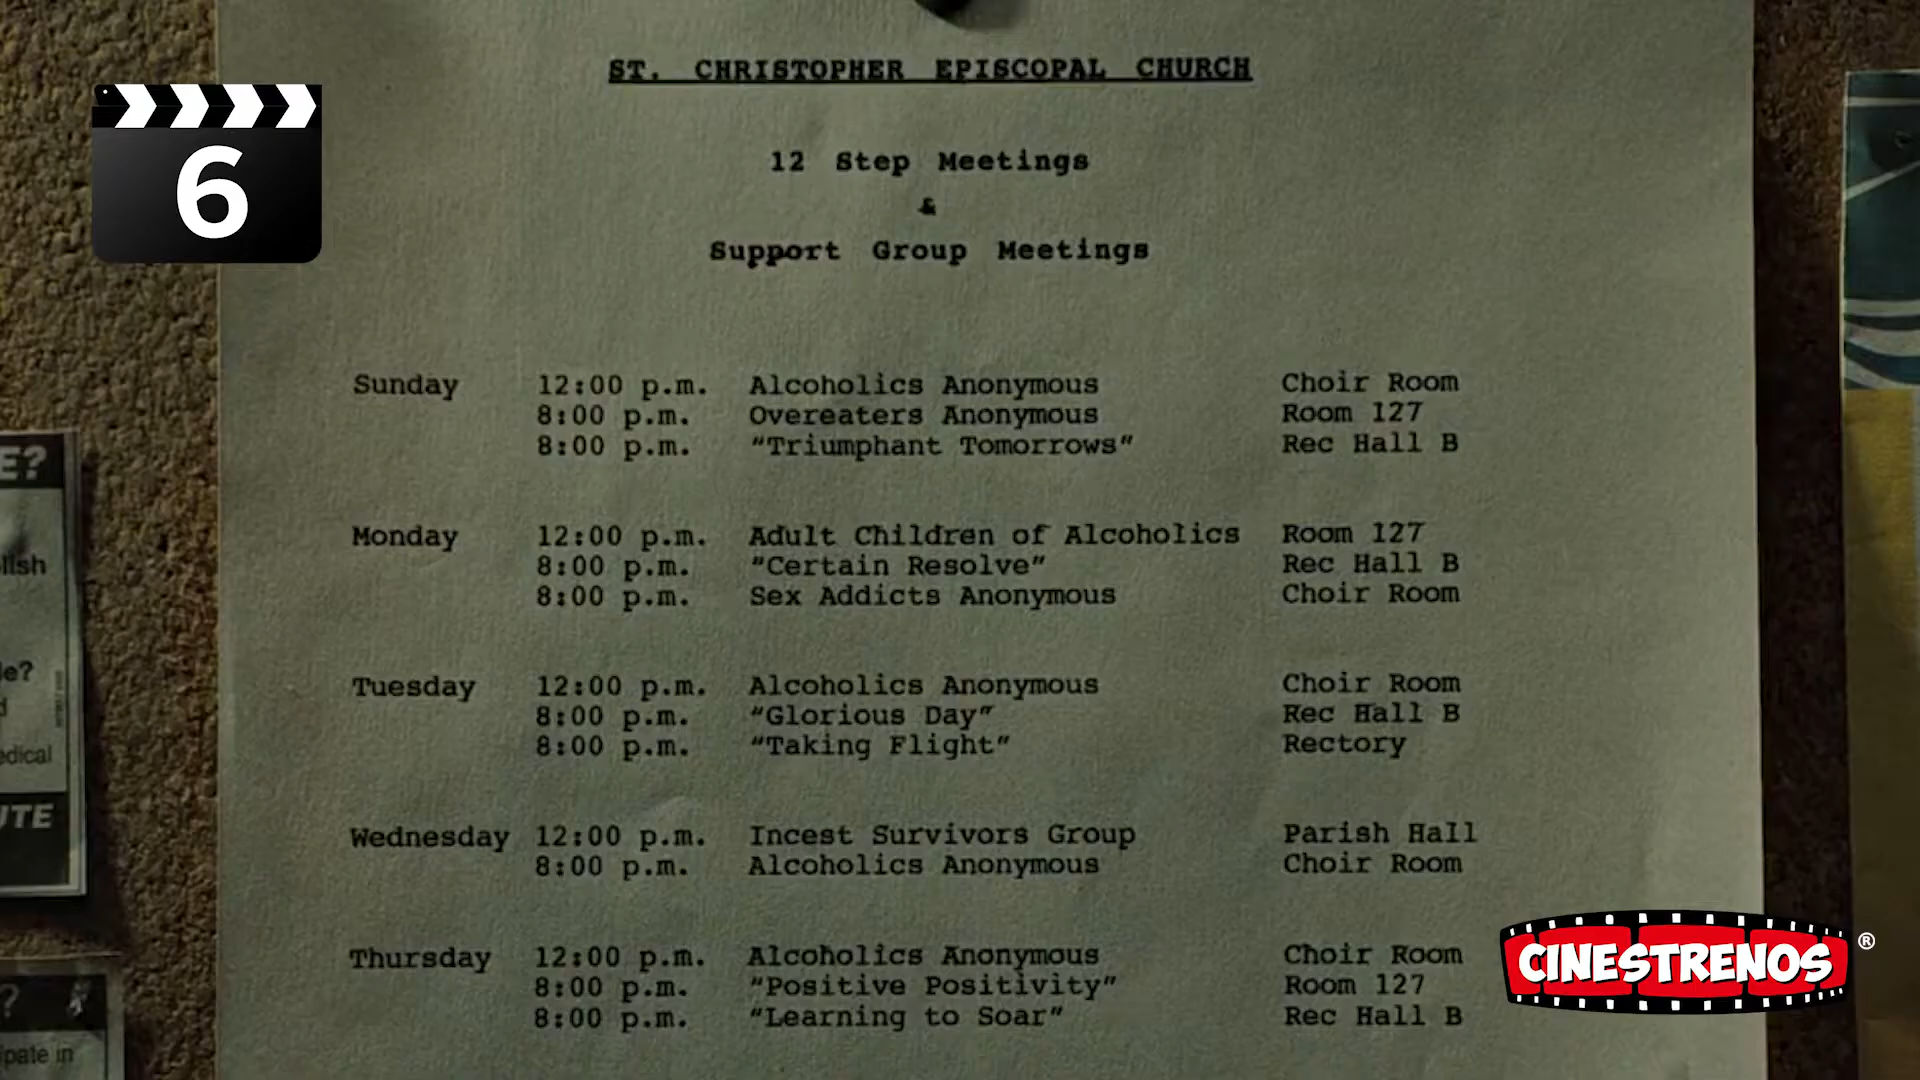 ST. CHRISTOPHER EPISCOPAL CHURCH
6
12 Step Meetings
&
Support Group Meetings
Sunday 12:00 p.m. Alcoholics Anonymous Choir Room
8:00 p.m. Overeaters Anonymous Room 127
8:00 p.m. "Triumphant Tomorrows" Rec Hall B
E?
Monday 12:00 p.m. Adult Children of Alcoholics Room 127
8:00 p.m. "Certain Resolve" Rec Hall B
8:00 p.m. Sex Addicts Anonymous Choir Room
Tuesday 12:00 p.m. Alcoholics Anonymous Choir Room
8:00 p.m. "Glorious Day" Rec Hall B
8:00 p.m. "Taking Flight" Rectory
edical
UTE
Wednesday 12:00 p.m. Incest Survivors Group Parish Hall
8:00 p.m. Alcoholics Anonymous Choir Room
Thursday 12:00 p.m. Alcoholics Anonymous Choir Room
8:00 p.m. "Positive Positivity" Room 127
8:00 p.m. "Learning to Soar" Rec Hall B
CINESTRENOS ®
?
ipate in